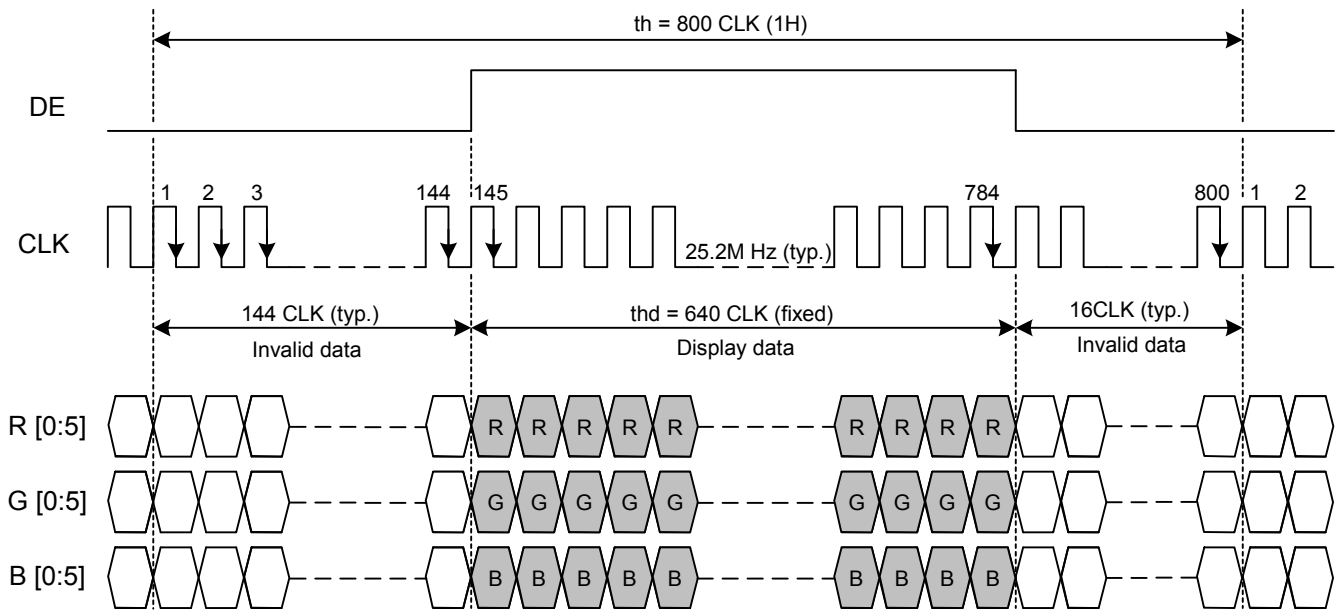 th = 800 CLK (1H)
DE
1 2 3 144 145 784 800 1 2
CLK
25.2M Hz (typ.)
144 CLK (typ.) thd = 640 CLK (fixed) 16CLK (typ.)
Invalid data Display data Invalid data
R [0:5] R R R R R R R R R
G [0:5] G G G G G G G G G
B [0:5] B B B B B B B B B